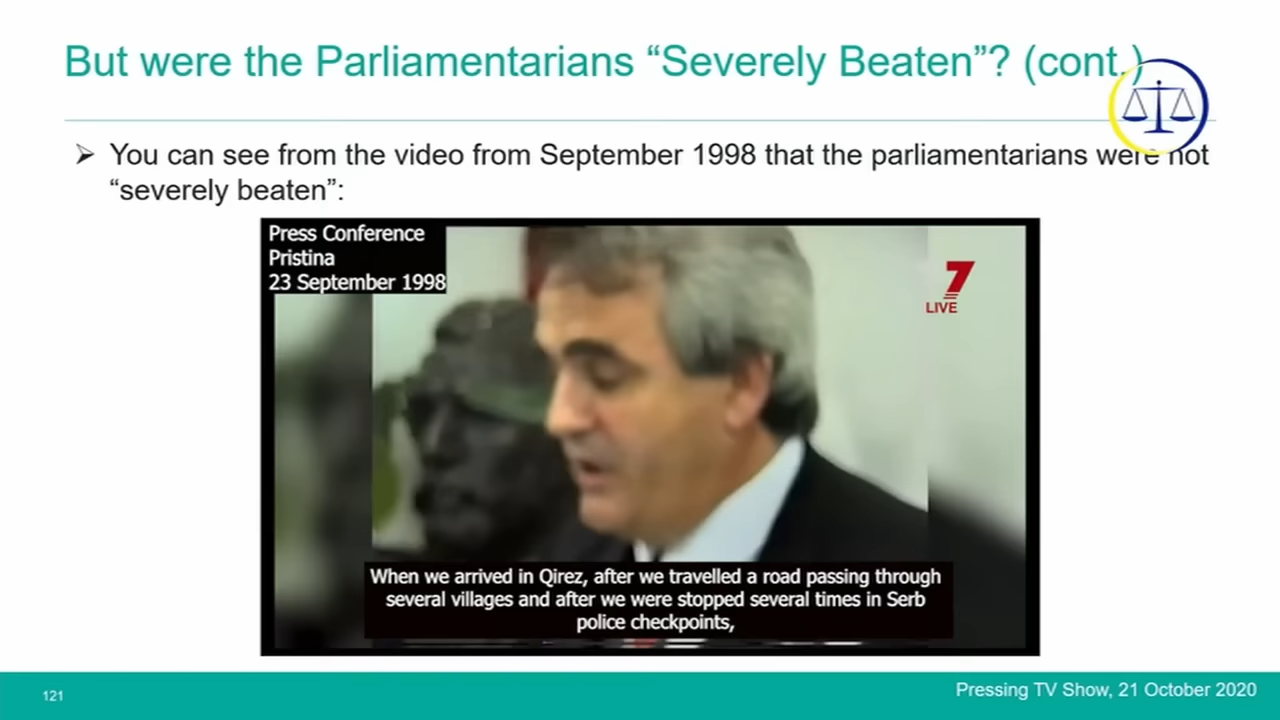 But were the Parliamentarians “Severely Beaten”? (cont.)
➢ You can see from the video from September 1998 that the parliamentarians were not
“severely beaten”:
Press Conference
Pristina
23 September 1998
7
LIVE
When we arrived in Qirez, after we travelled a road passing through
several villages and after we were stopped several times in Serb
police checkpoints,
121
Pressing TV Show, 21 October 2020